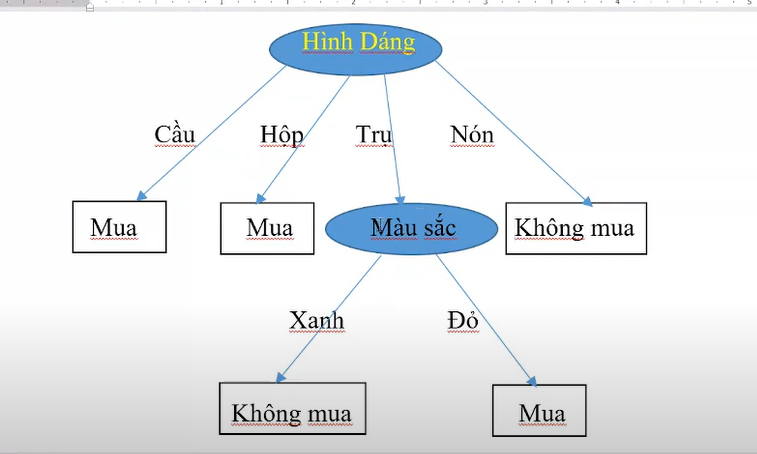 Hình Dáng
Cầu
Hộp
Trụ
Nón
Mua
Mua
Màu sắc
Không mua
Xanh
Đỏ
Không mua
Mua